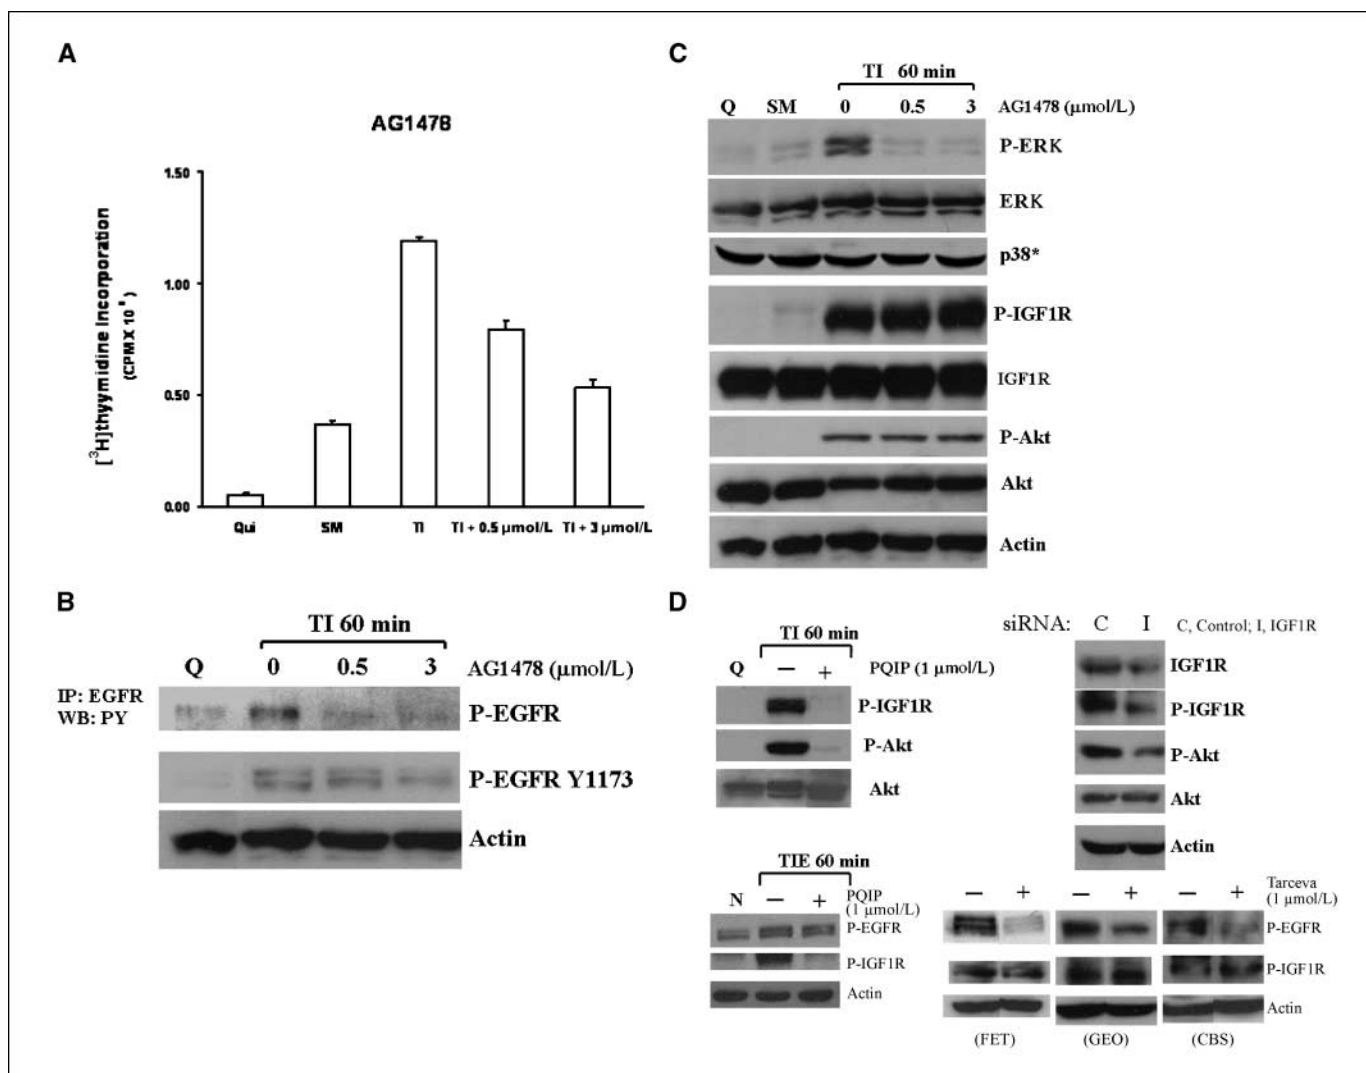 A
AG1478
[³H]thyymidine Incorporation
(CPM X 10⁵)
1.50
1.00
0.50
0.00
Qui SM TI TI + 0.5 µmol/L TI + 3 µmol/L
B
TI 60 min
Q 0 0.5 3 AG1478 (µmol/L)
IP: EGFR
WB: PY
P-EGFR
P-EGFR Y1173
Actin
C
TI 60 min
Q SM 0 0.5 3 AG1478 (µmol/L)
P-ERK
ERK
p38*
P-IGF1R
IGF1R
P-Akt
Akt
Actin
D
TI 60 min
Q – + PQIP (1 µmol/L)
P-IGF1R
P-Akt
Akt
siRNA: C I C, Control; I, IGF1R
IGF1R
P-IGF1R
P-Akt
Akt
Actin
TIE 60 min
N – + PQIP
(1 µmol/L)
P-EGFR
P-IGF1R
Actin
– + – + – + Tarceva
(1 µmol/L)
P-EGFR
P-IGF1R
Actin
(FET) (GEO) (CBS)